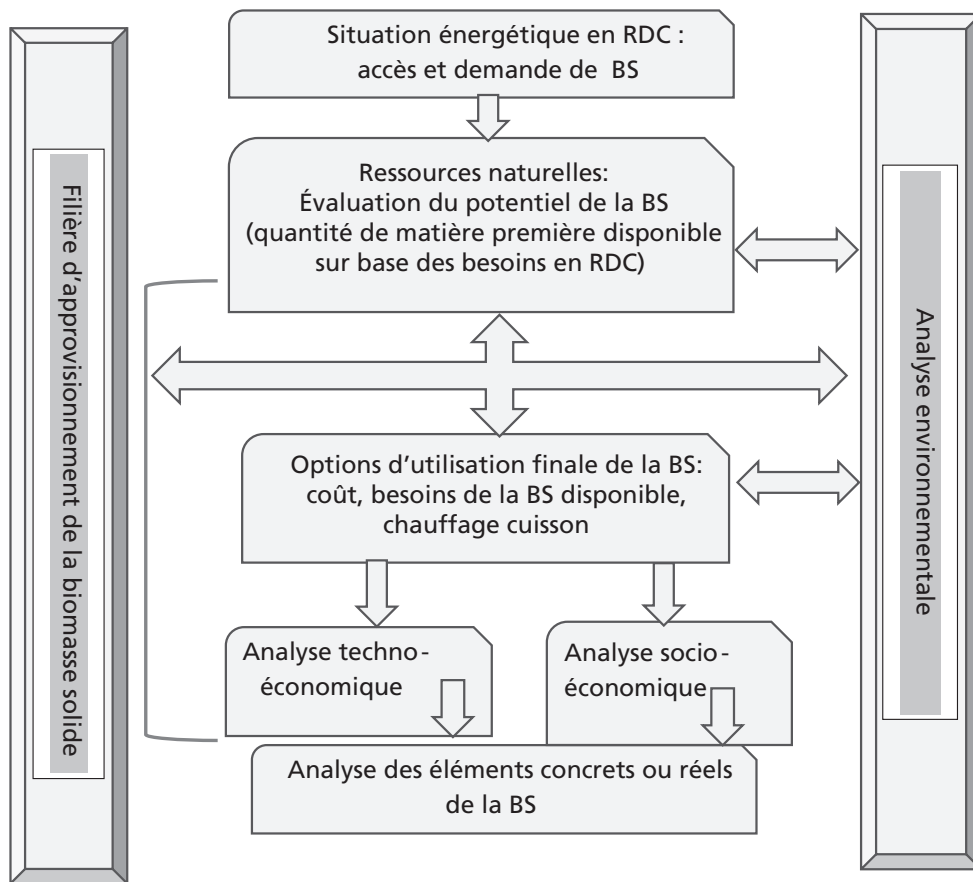 Situation énergétique en RDC :
accès et demande de BS
Ressources naturelles:
Évaluation du potentiel de la BS
(quantité de matière première disponible
sur base des besoins en RDC)
Filière d'approvisionnement de la biomasse solide
Analyse environnementale
Options d'utilisation finale de la BS:
coût, besoins de la BS disponible,
chauffage cuisson
Analyse techno-
économique
Analyse socio-
économique
Analyse des éléments concrets ou réels
de la BS